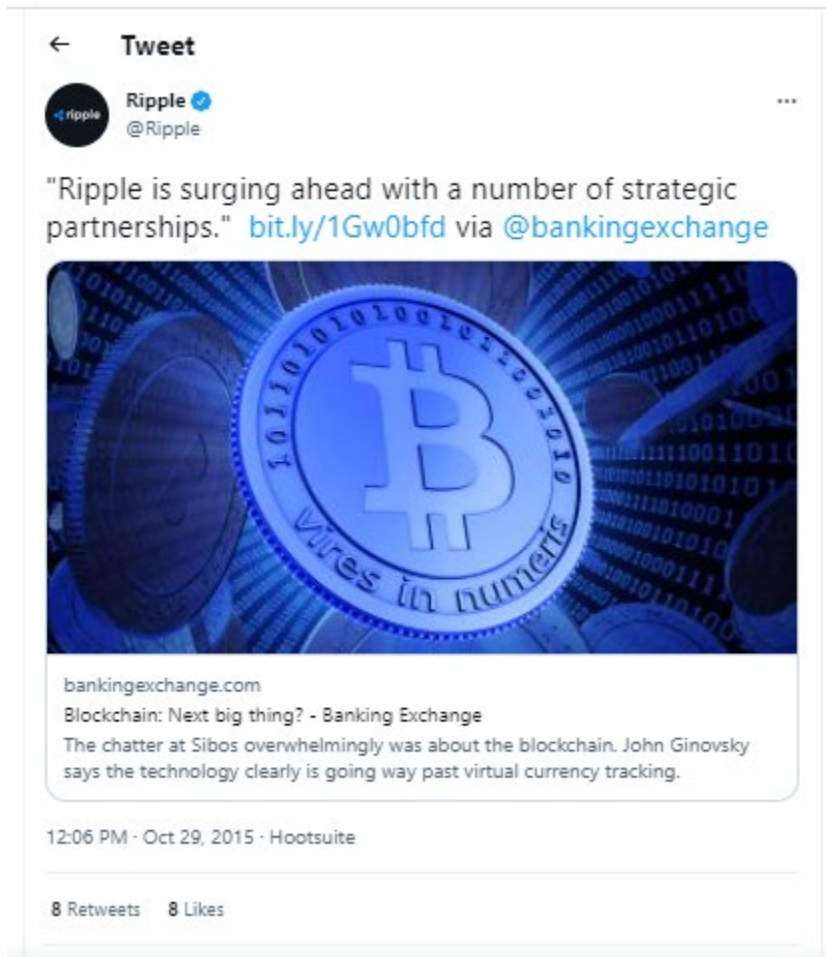 Tweet
ripple
Ripple
@Ripple
"Ripple is surging ahead with a number of strategic
partnerships."  bit.ly/1Gw0bfd via @bankingexchange
vires in numeris
bankingexchange.com
Blockchain: Next big thing? - Banking Exchange
The chatter at Sibos overwhelmingly was about the blockchain. John Ginovsky
says the technology clearly is going way past virtual currency tracking.
12:06 PM · Oct 29, 2015 · Hootsuite
8 Retweets 8 Likes